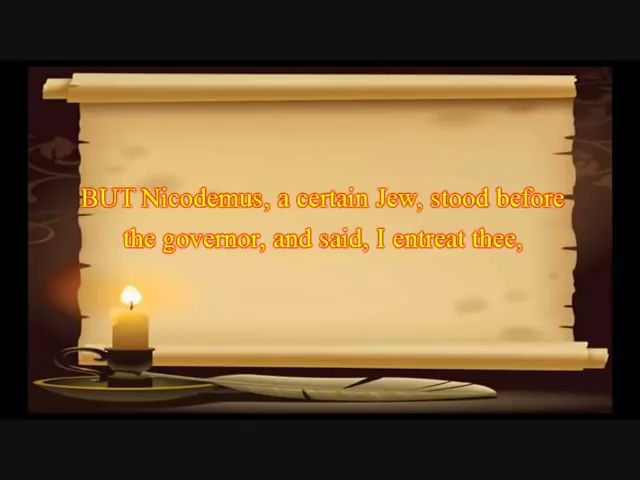 BUT Nicodemus, a certain Jew, stood before
the governor, and said, I entreat thee,